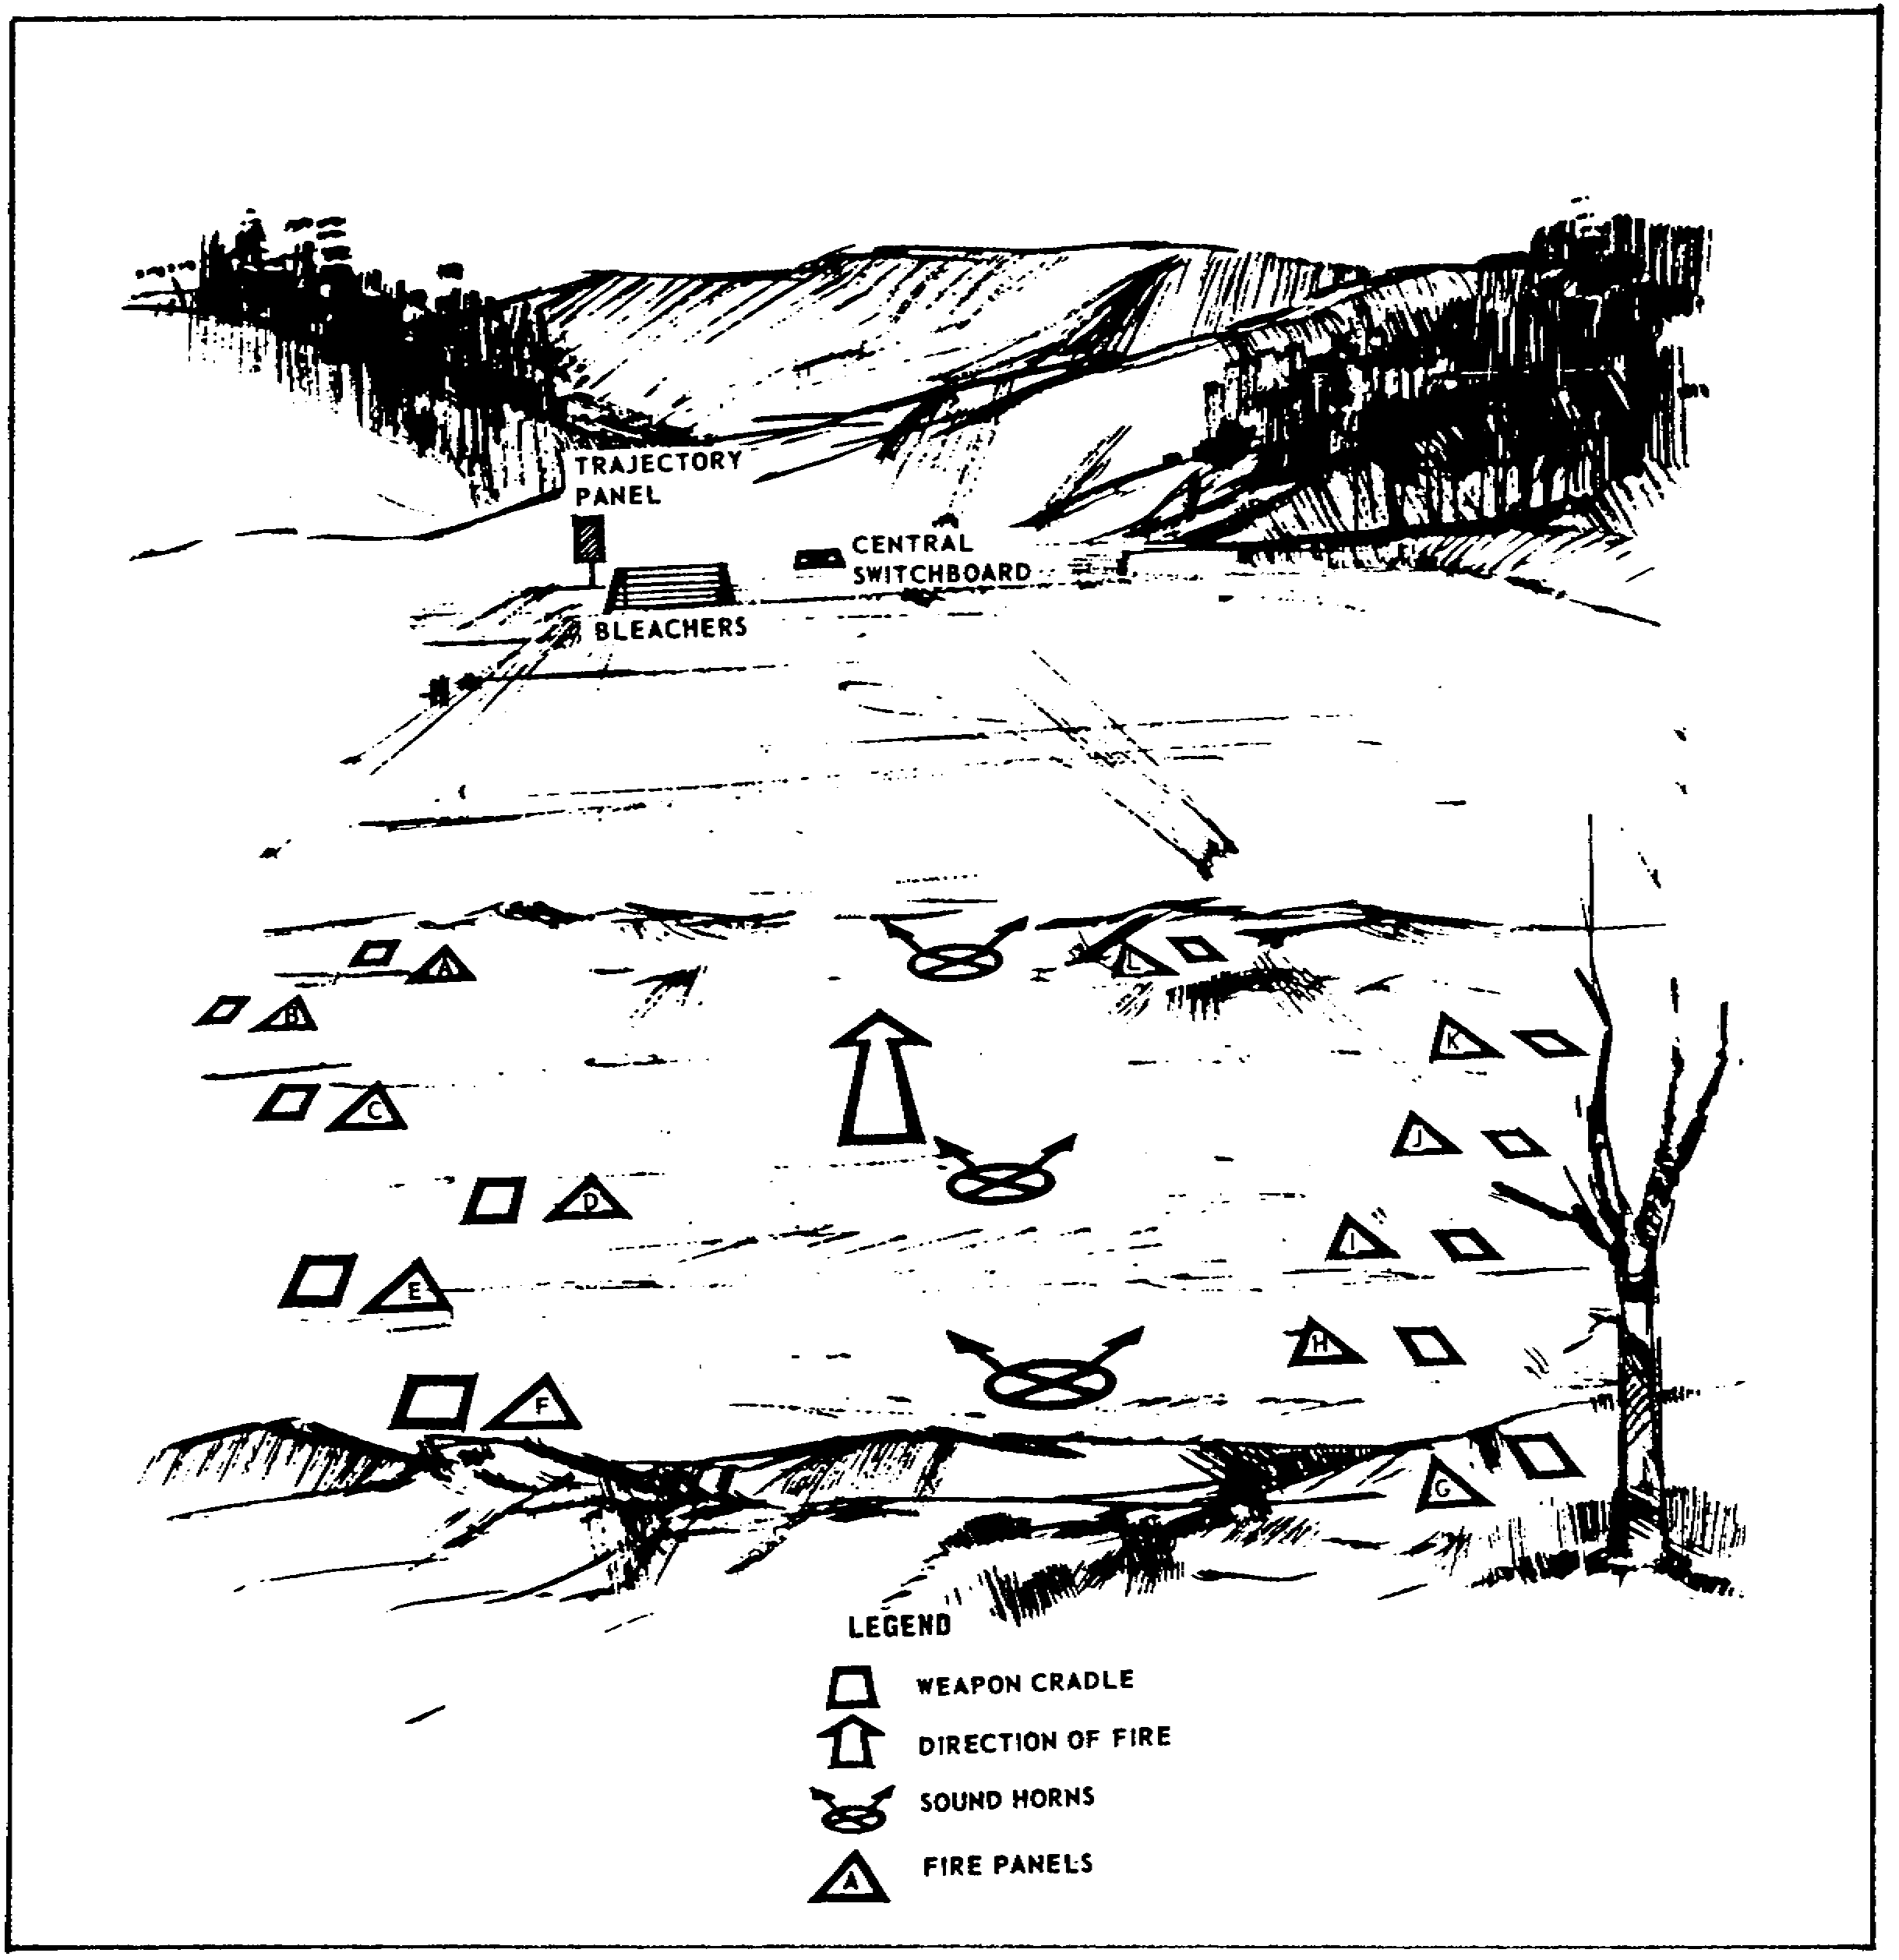 TRAJECTORY
PANEL
CENTRAL
SWITCHBOARD
BLEACHERS
A
L
B
K
C
J
D
I
E
H
F
G
LEGEND
WEAPON CRADLE
DIRECTION OF FIRE
SOUND HORNS
A
FIRE PANELS